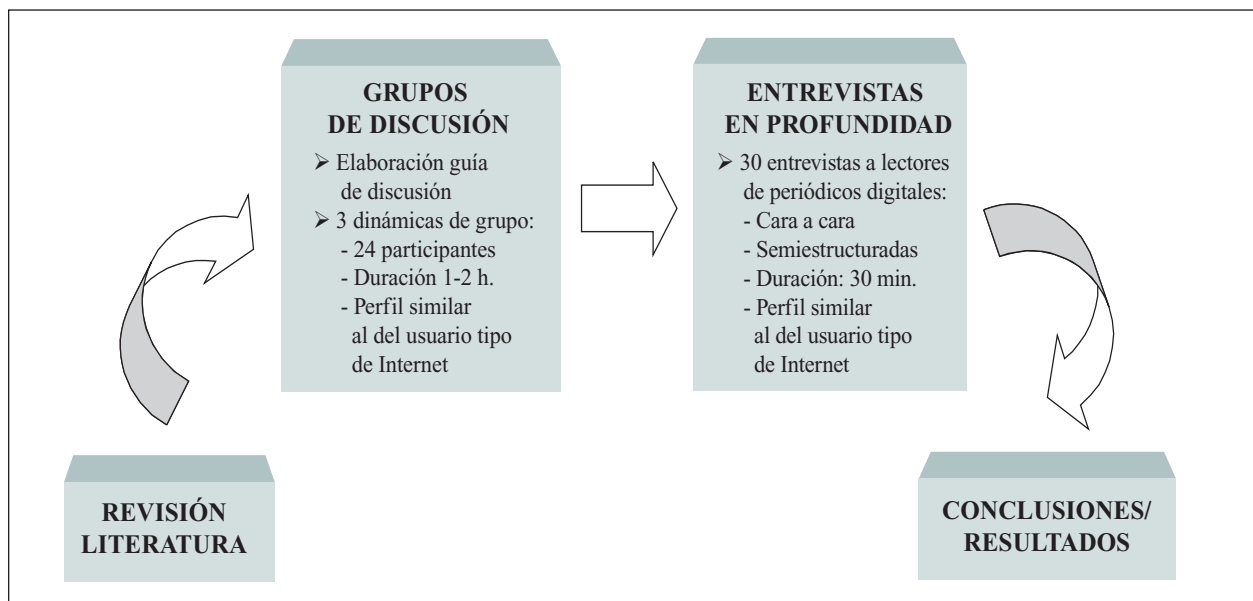 GRUPOS
DE DISCUSIÓN
➢ Elaboración guía
de discusión
➢ 3 dinámicas de grupo:
- 24 participantes
- Duración 1-2 h.
- Perfil similar
al del usuario tipo
de Internet
ENTREVISTAS
EN PROFUNDIDAD
➢ 30 entrevistas a lectores
de periódicos digitales:
- Cara a cara
- Semiestructuradas
- Duración: 30 min.
- Perfil similar
al del usuario tipo
de Internet
REVISIÓN
LITERATURA
CONCLUSIONES/
RESULTADOS